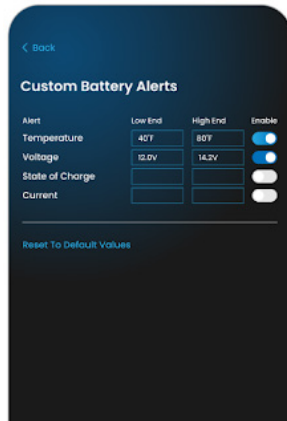 < Back
Custom Battery Alerts
Alert Low End High End Enable
Temperature 40°F 80°F
Voltage 12.0V 14.2V
State of Charge
Current
Reset To Default Values